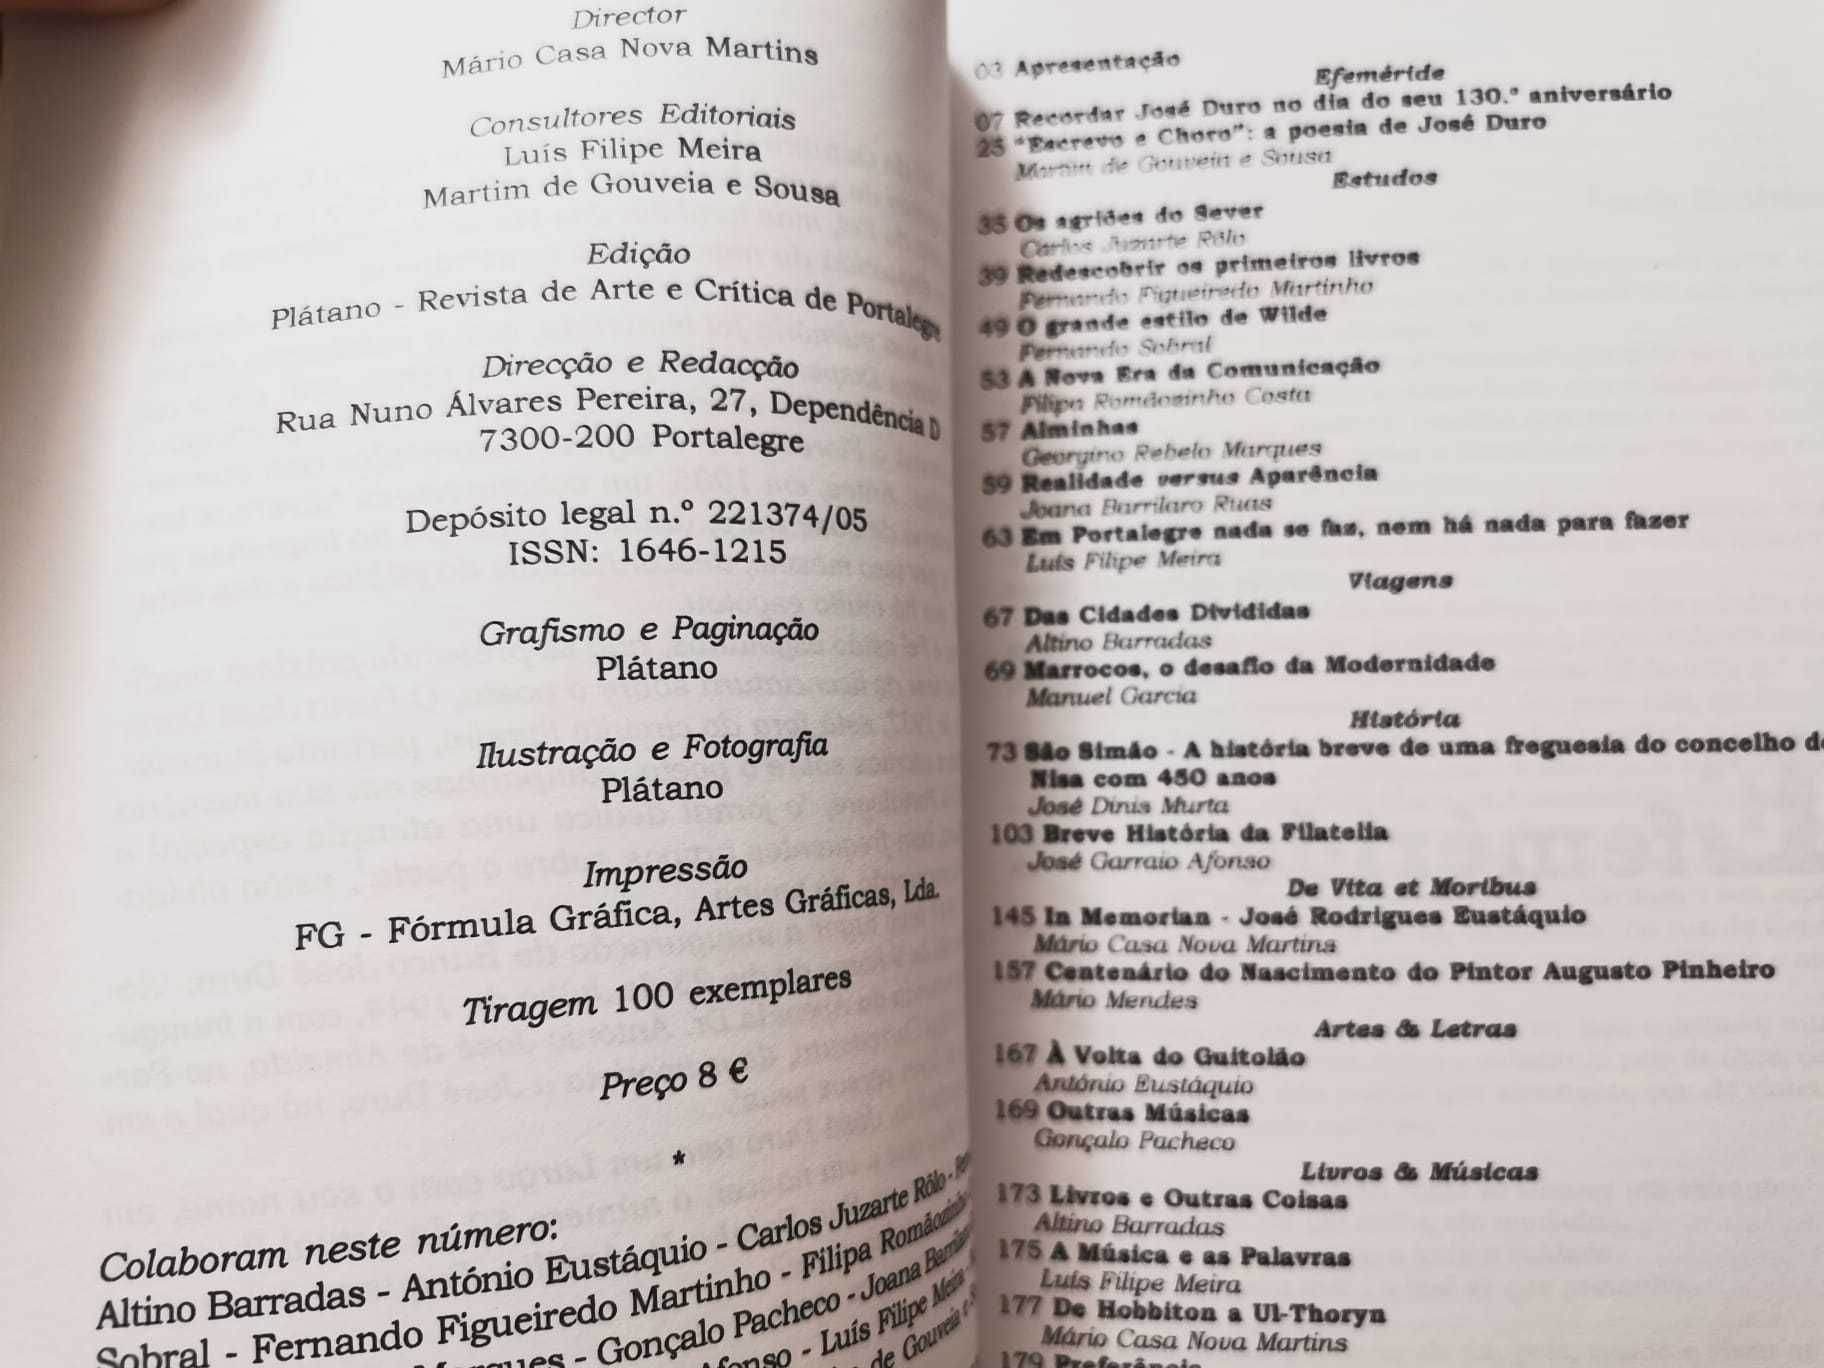 Director
Mário Casa Nova Martins
Consultores Editoriais
Luís Filipe Meira
Martim de Gouveia e Sousa
Edição
Plátano - Revista de Arte e Crítica de Portalegre
Direcção e Redacção
Rua Nuno Álvares Pereira, 27, Dependência D
7300-200 Portalegre
Depósito legal n.º 221374/05
ISSN: 1646-1215
Grafismo e Paginação
Plátano
Ilustração e Fotografia
Plátano
Impressão
FG - Fórmula Gráfica, Artes Gráficas, Lda.
Tiragem 100 exemplares
Preço 8 €
*
Colaboram neste número:
Altino Barradas - António Eustáquio - Carlos Juzarte Rôlo -
Sobral - Fernando Figueiredo Martinho - Filipa Romãozinho
- Gonçalo Pacheco - Joana
- Luís Filipe Meira -
de Gouveia e
03 Apresentação
Efeméride
07 Recordar José Duro no dia do seu 130.º aniversário
25 "Escrevo e Choro": a poesia de José Duro
Martim de Gouveia e Sousa
Estudos
35 Os agriões do Sever
Carlos Juzarte Rôlo
39 Redescobrir os primeiros livros
Fernando Figueiredo Martinho
49 O grande estilo de Wilde
Fernando Sobral
53 A Nova Era da Comunicação
Filipa Romãozinho Costa
57 Alminhas
Georgino Rebelo Marques
59 Realidade versus Aparência
Joana Barrilaro Ruas
63 Em Portalegre nada se faz, nem há nada para fazer
Luís Filipe Meira
Viagens
67 Das Cidades Divididas
Altino Barradas
69 Marrocos, o desafio da Modernidade
Manuel Garcia
História
73 São Simão - A história breve de uma freguesia do concelho de
Nisa com 450 anos
José Dinis Murta
103 Breve História da Filatelia
José Garraio Afonso
De Vita et Moribus
145 In Memorian - José Rodrigues Eustáquio
Mário Casa Nova Martins
157 Centenário do Nascimento do Pintor Augusto Pinheiro
Mário Mendes
Artes & Letras
167 À Volta do Guitolão
António Eustáquio
169 Outras Músicas
Gonçalo Pacheco
Livros & Músicas
173 Livros e Outras Coisas
Altino Barradas
175 A Música e as Palavras
Luís Filipe Meira
177 De Hobbiton a Ul-Thoryn
Mário Casa Nova Martins
179 Preferência